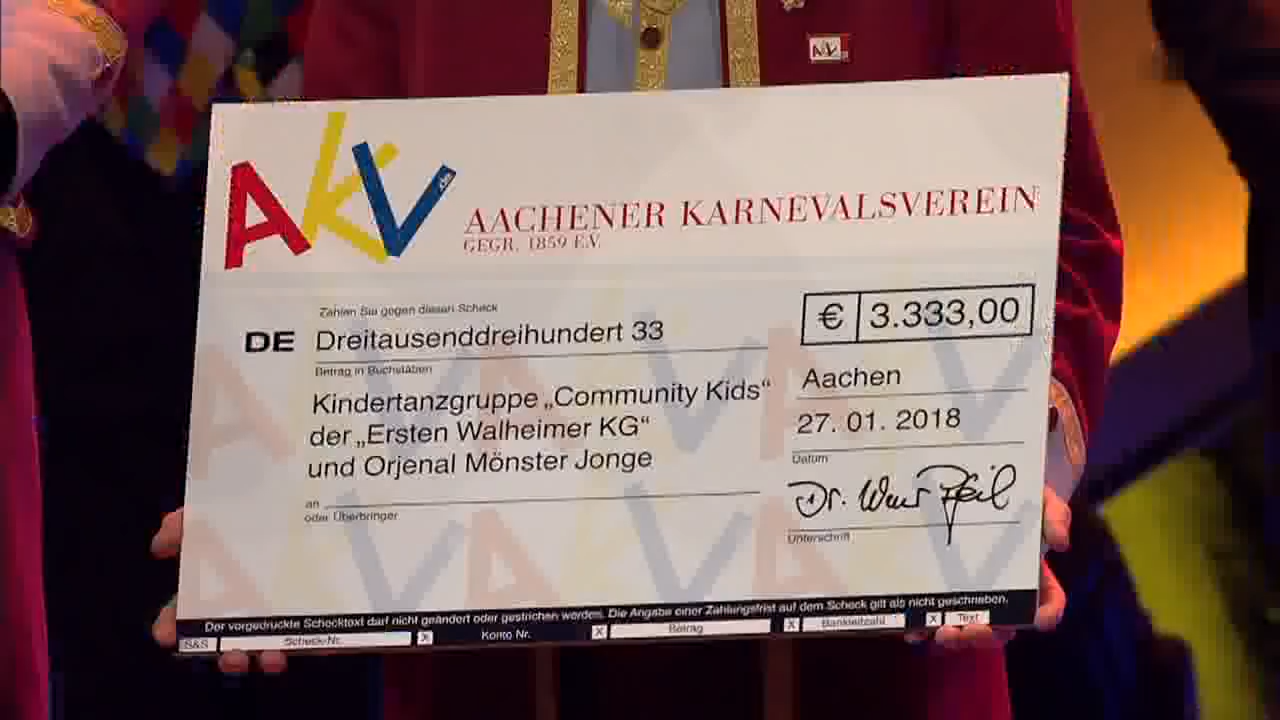 AKV
AACHENER KARNEVALSVEREIN
GEGR. 1859 E.V.
Zahlen Sie gegen diesen Scheck
DE Dreitausenddreihundert 33
€ 3.333,00
Betrag in Buchstaben
Kindertanzgruppe „Community Kids“
der „Ersten Walheimer KG“
und Orjenal Mönster Jonge
an
oder Überbringer
Aachen
27. 01. 2018
Datum
Dr. Werner Pfeil
Unterschrift
Der vorgedruckte Schecktext darf nicht geändert oder gestrichen werden. Die Angabe einer Zahlungsfrist auf dem Scheck gilt als nicht geschrieben.
S&S Scheck-Nr. X Konto Nr. X Betrag X Bankleitzahl X Text